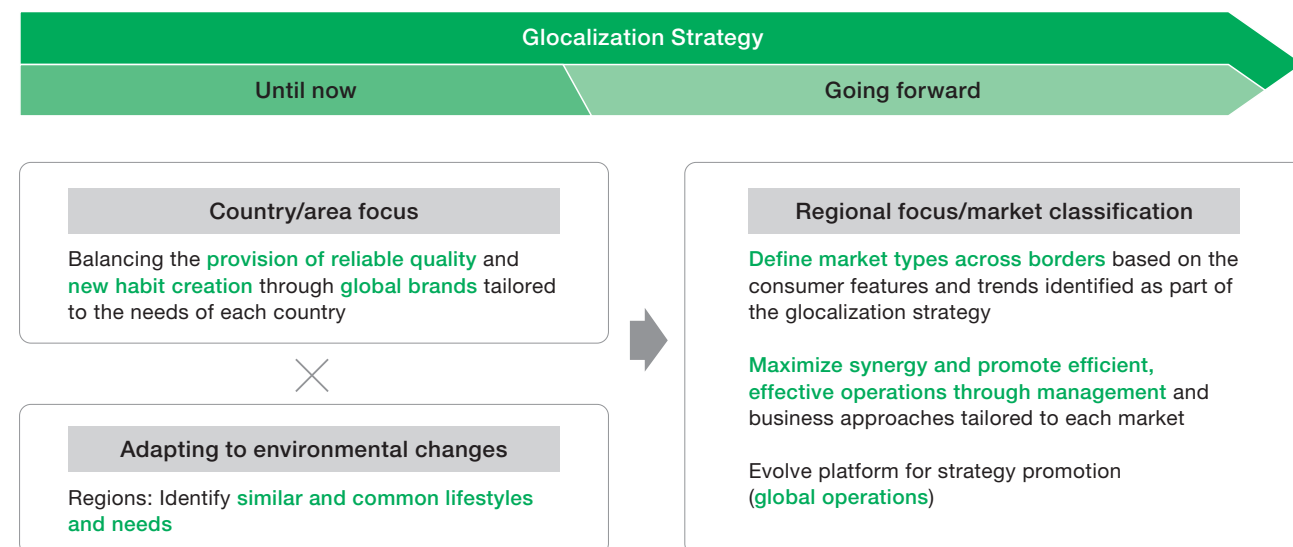 Glocalization Strategy
Until now
Going forward
Country/area focus
Balancing the provision of reliable quality and
new habit creation through global brands tailored
to the needs of each country
Adapting to environmental changes
Regions: Identify similar and common lifestyles
and needs
Regional focus/market classification
Define market types across borders based on the
consumer features and trends identified as part of
the glocalization strategy
Maximize synergy and promote efficient,
effective operations through management and
business approaches tailored to each market
Evolve platform for strategy promotion
(global operations)